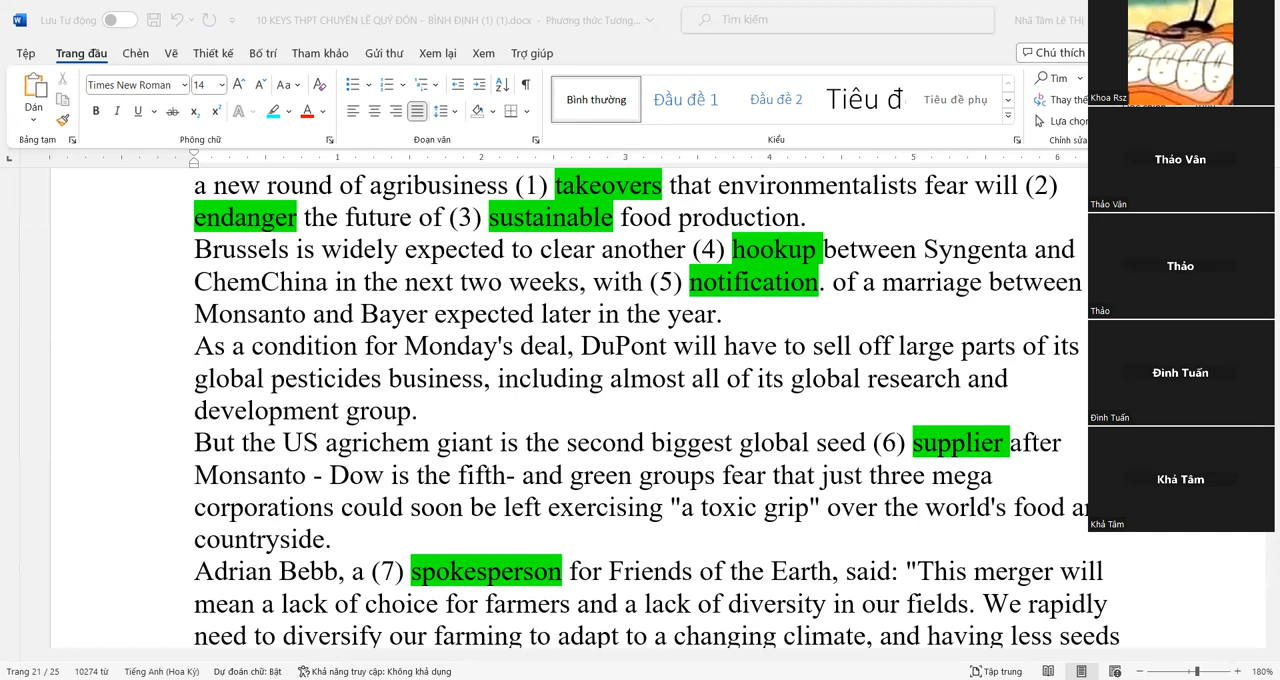 Lưu Tự động
10 KEYS THPT CHUYÊN LÊ QUÝ ĐÔN – BÌNH ĐỊNH (1) (1).docx - Phương thức Tương...
Tìm kiếm
Nhã Tâm Lê Thị
Tệp Trang đầu Chèn Vẽ Thiết kế Bố trí Tham khảo Gửi thư Xem lại Xem Trợ giúp
Chú thích
Dán
Times New Roman 14
Bình thường Đầu đề 1 Đầu đề 2 Tiêu đ Tiêu đề phụ
Tìm
Thay thế
Lựa chọn
Bảng tạm Phông chữ Đoạn văn Kiểu Chỉnh sửa
1 2 3 4 5 6
a new round of agribusiness (1) takeovers that environmentalists fear will (2)
endanger the future of (3) sustainable food production.
Brussels is widely expected to clear another (4) hookup between Syngenta and
ChemChina in the next two weeks, with (5) notification. of a marriage between
Monsanto and Bayer expected later in the year.
As a condition for Monday's deal, DuPont will have to sell off large parts of its
global pesticides business, including almost all of its global research and
development group.
But the US agrichem giant is the second biggest global seed (6) supplier after
Monsanto - Dow is the fifth- and green groups fear that just three mega
corporations could soon be left exercising "a toxic grip" over the world's food
countryside.
Adrian Bebb, a (7) spokesperson for Friends of the Earth, said: "This merger will
mean a lack of choice for farmers and a lack of diversity in our fields. We rapidly
need to diversify our farming to adapt to a changing climate, and having less seeds
Khoa Rsz
Thảo Vân
Thảo Vân
Thảo
Thảo
Đình Tuấn
Đình Tuấn
Khả Tâm
Khả Tâm
Trang 21 / 25 10274 từ Tiếng Anh (Hoa Kỳ) Dự đoán chữ: Bật Khả năng truy cập: Không khả dụng Tập trung 180%